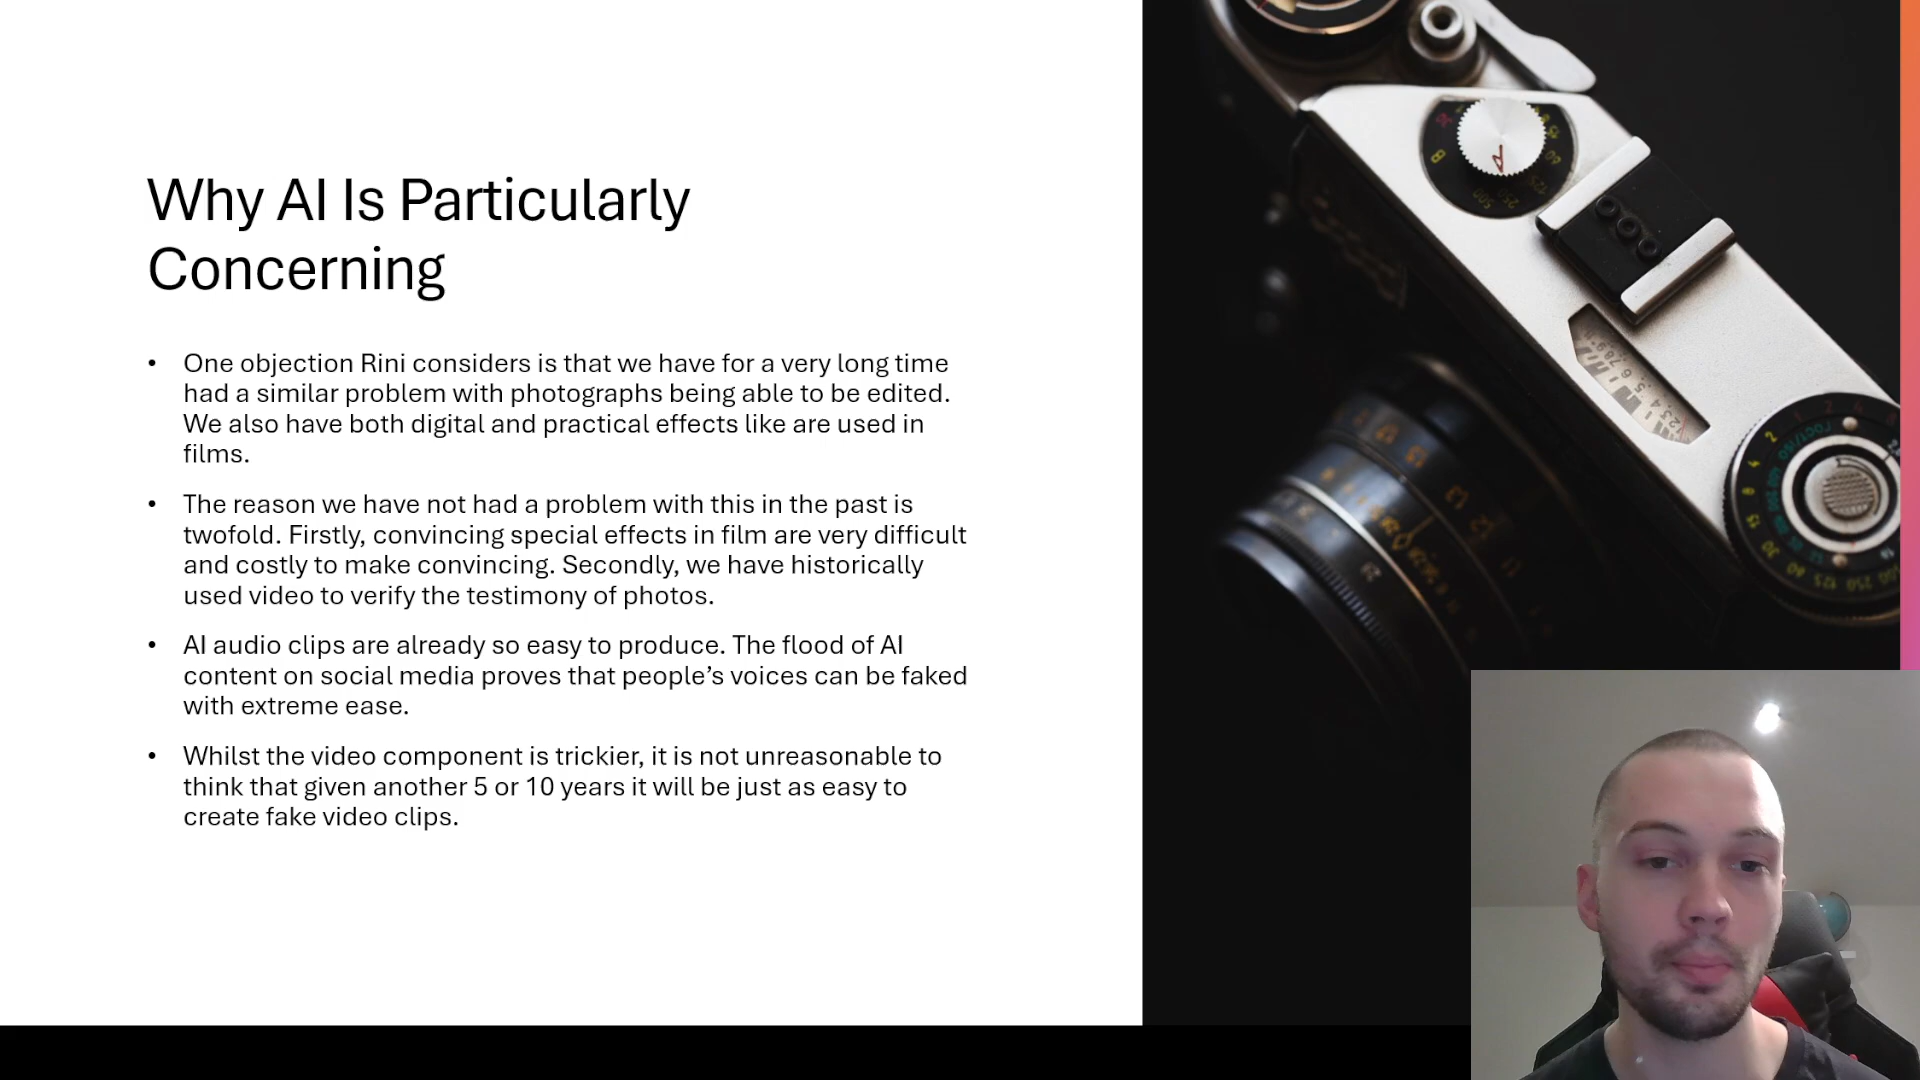 Why AI Is Particularly
Concerning
• One objection Rini considers is that we have for a very long time
had a similar problem with photographs being able to be edited.
We also have both digital and practical effects like are used in
films.
• The reason we have not had a problem with this in the past is
twofold. Firstly, convincing special effects in film are very difficult
and costly to make convincing. Secondly, we have historically
used video to verify the testimony of photos.
• AI audio clips are already so easy to produce. The flood of AI
content on social media proves that people’s voices can be faked
with extreme ease.
• Whilst the video component is trickier, it is not unreasonable to
think that given another 5 or 10 years it will be just as easy to
create fake video clips.